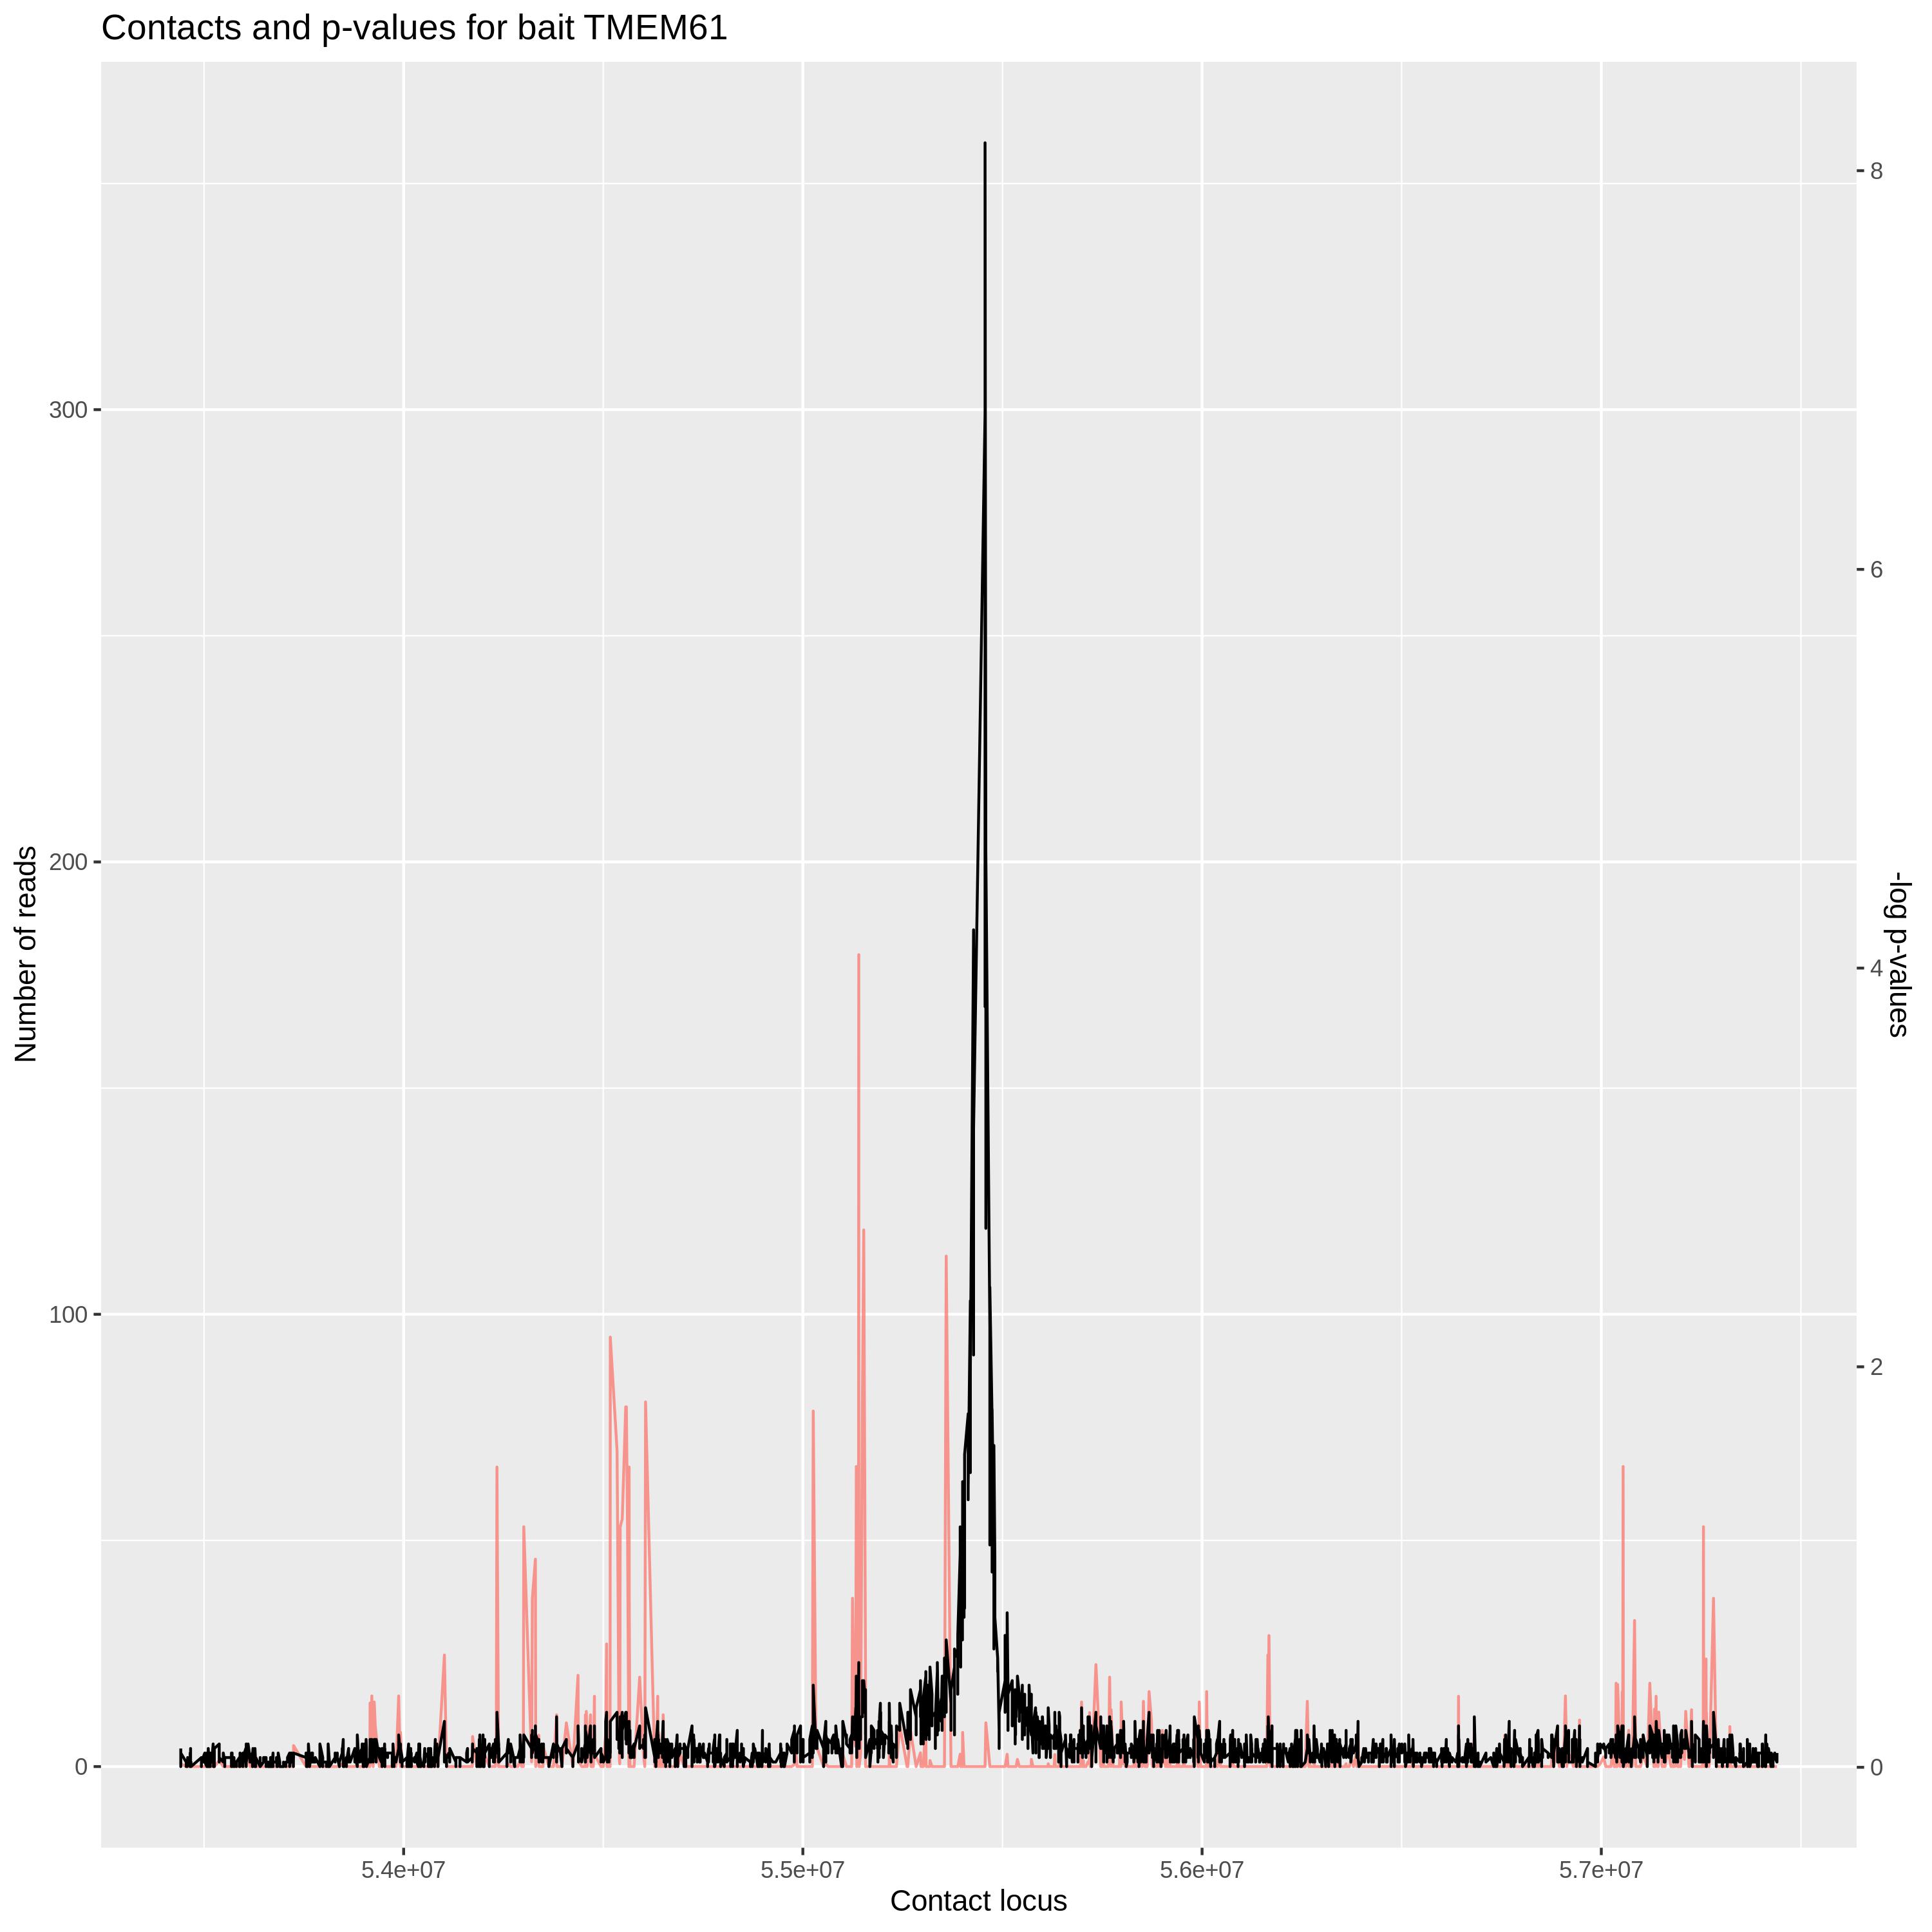 Contacts and p-values for bait TMEM61
Number of reads
300
200
100
0
8
6
4
2
0
-log p-values
5.4e+07 5.5e+07 5.6e+07 5.7e+07
Contact locus